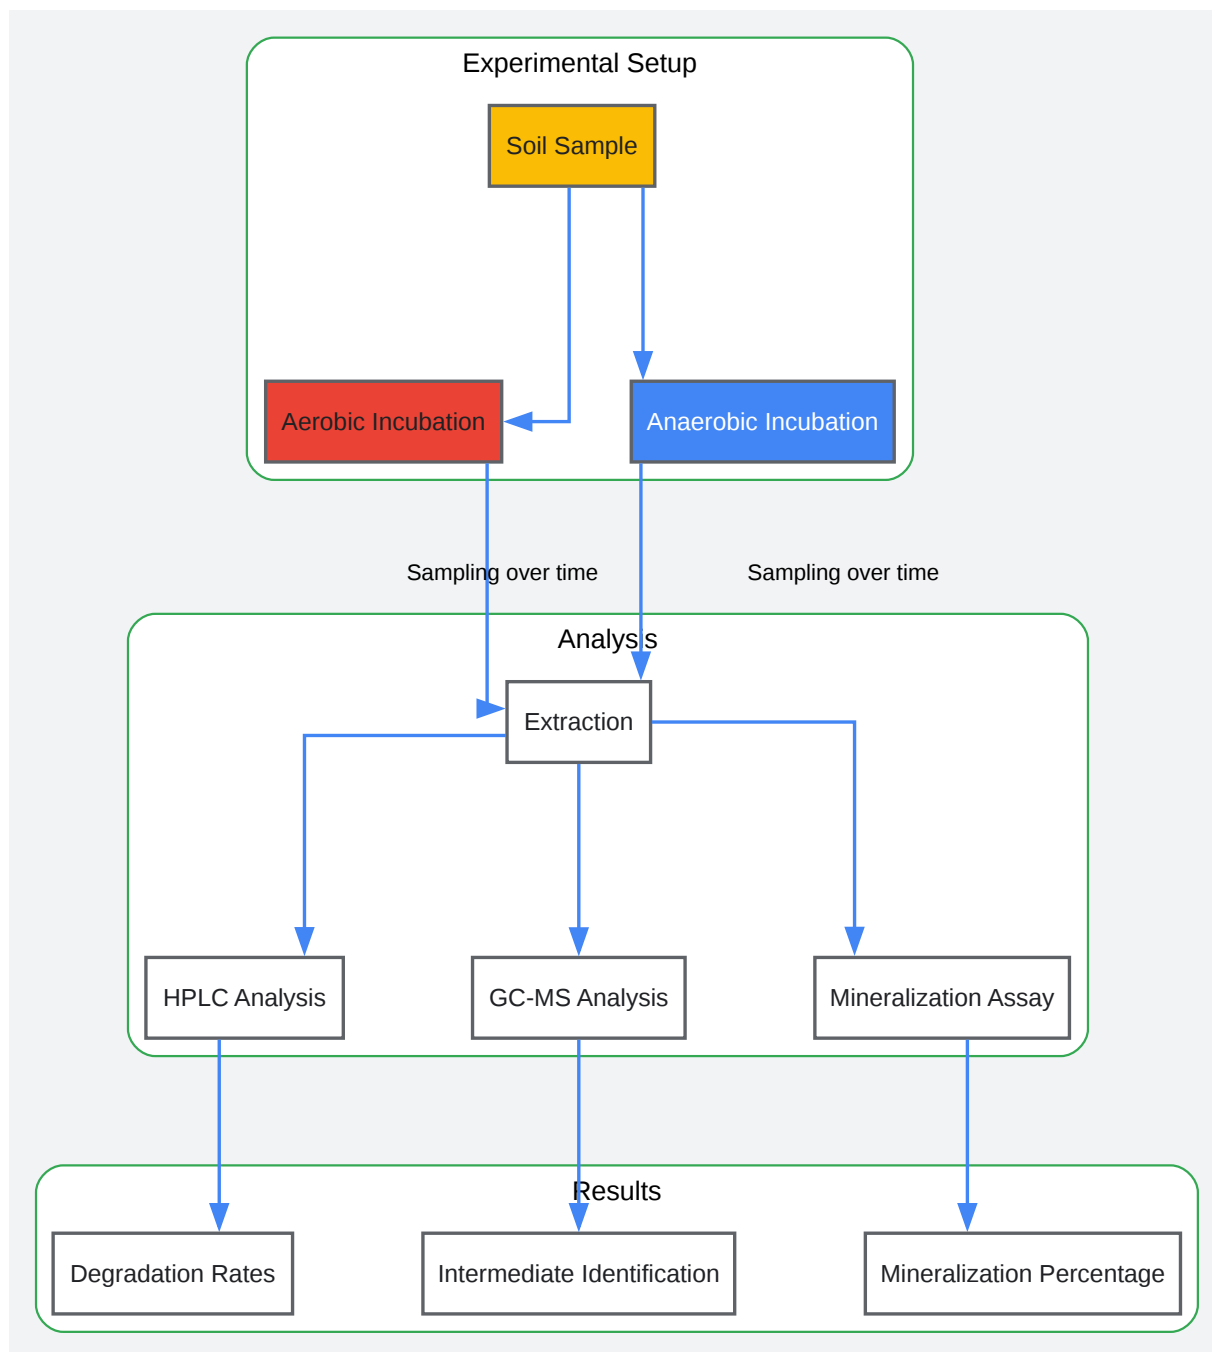 Experimental Setup
Soil Sample
Aerobic Incubation
Anaerobic Incubation
Sampling over time
Sampling over time
Analysis
Extraction
HPLC Analysis
GC-MS Analysis
Mineralization Assay
Results
Degradation Rates
Intermediate Identification
Mineralization Percentage